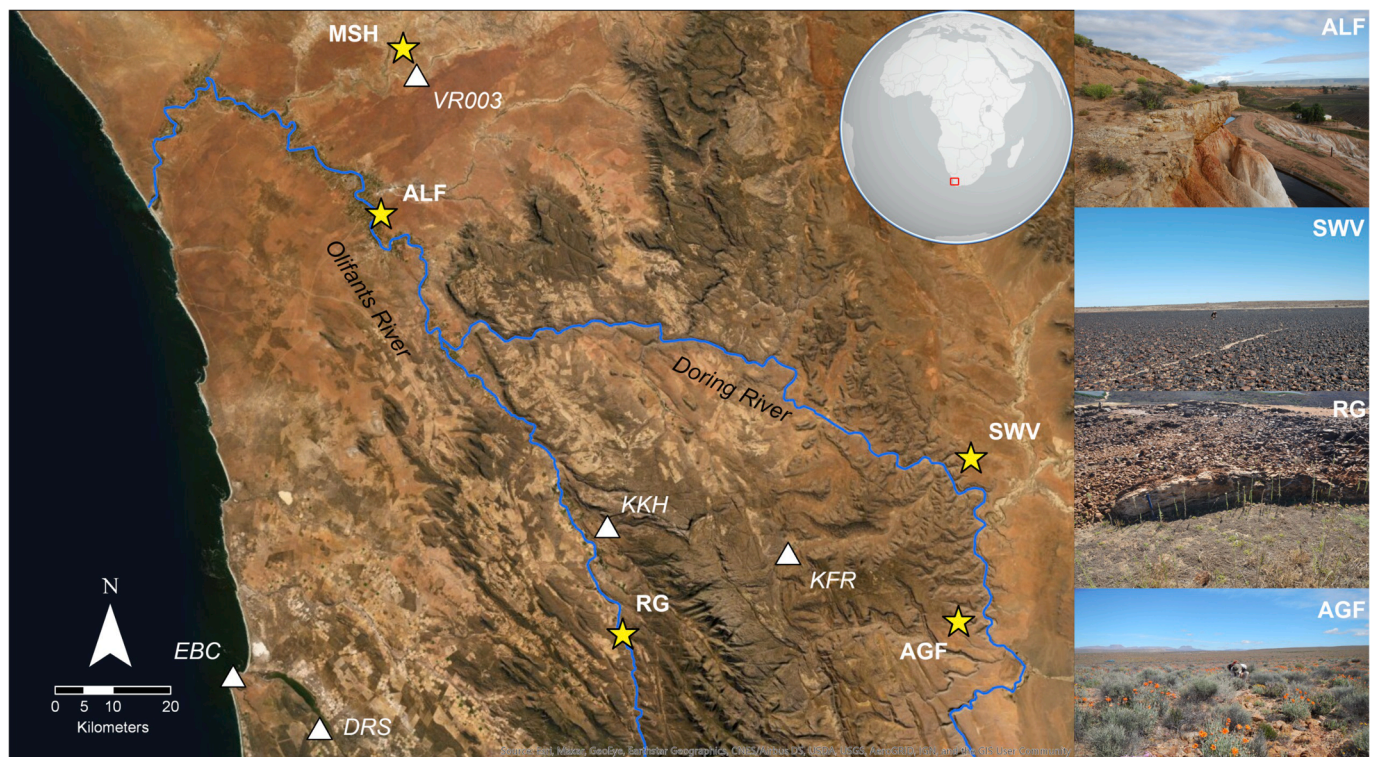 MSH
VR003
ALF
Olifants River
Doring River
SWV
KKH
KFR
RG
AGF
EBC
DRS
N
0 5 10 20
Kilometers
ALF
SWV
RG
AGF